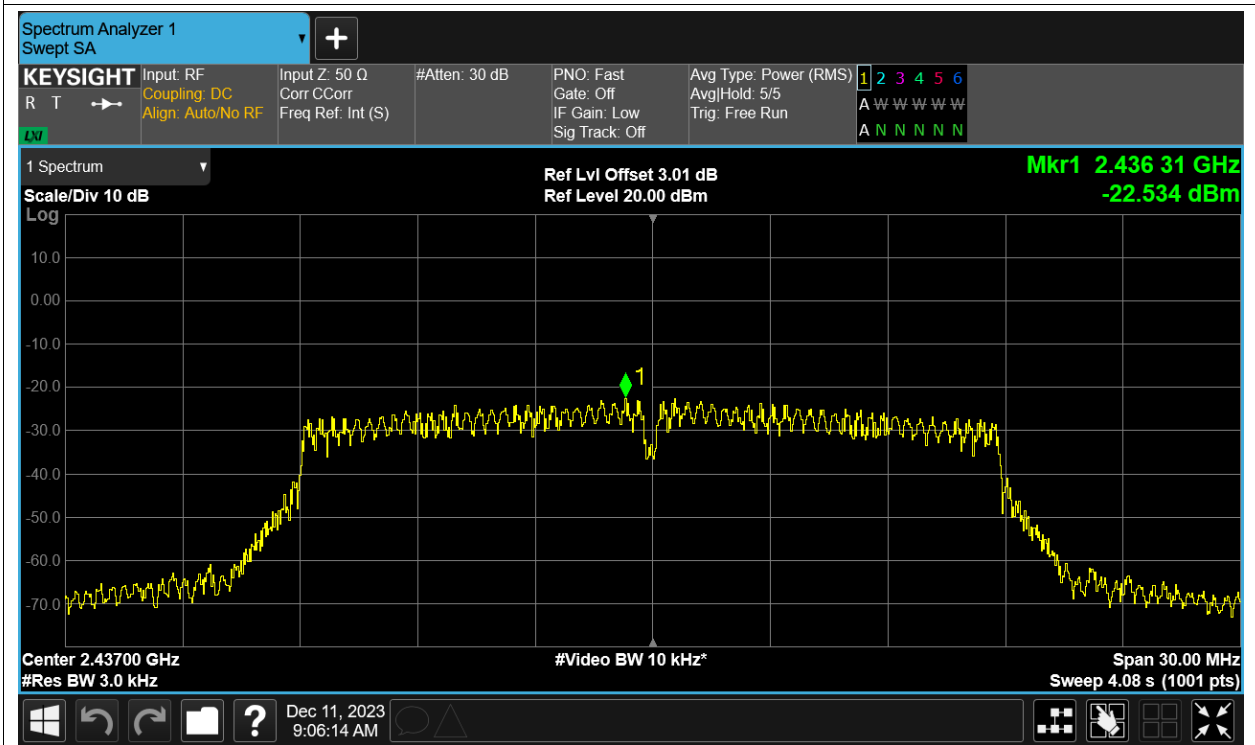 Spectrum Analyzer 1
Swept SA
KEYSIGHT Input: RF Input Z: 50 Ω #Atten: 30 dB PNO: Fast Avg Type: Power (RMS) 1 2 3 4 5 6
R T Coupling: DC Corr CCorr Gate: Off Avg|Hold: 5/5 A W W W W W
Align: Auto/No RF Freq Ref: Int (S) IF Gain: Low Trig: Free Run
LXI Sig Track: Off A N N N N N
1 Spectrum Ref Lvl Offset 3.01 dB Mkr1 2.436 31 GHz
Scale/Div 10 dB Ref Level 20.00 dBm -22.534 dBm
Log
10.0
0.00
-10.0
1
-20.0
-30.0
-40.0
-50.0
-60.0
-70.0
Center 2.43700 GHz #Video BW 10 kHz* Span 30.00 MHz
#Res BW 3.0 kHz Sweep 4.08 s (1001 pts)
? Dec 11, 2023
9:06:14 AM